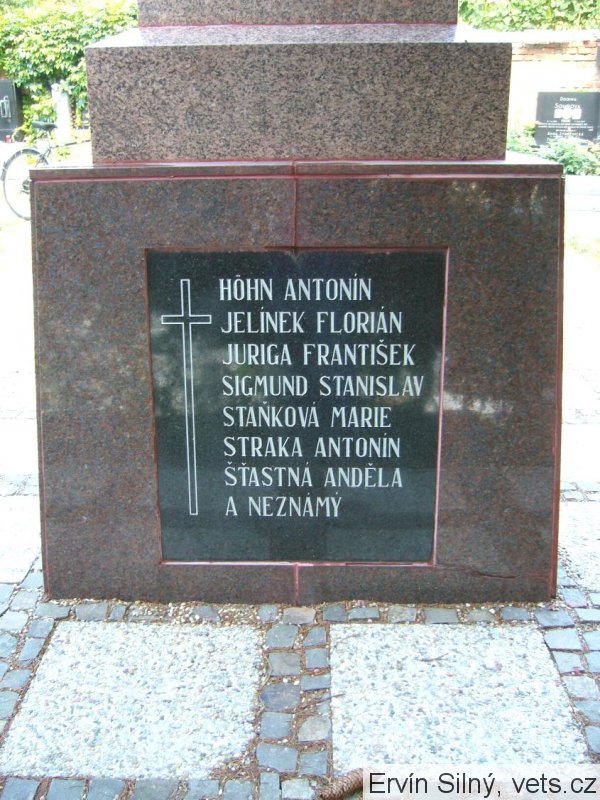 HÖHN ANTONÍN
JELÍNEK FLORIÁN
JURIGA FRANTIŠEK
SIGMUND STANISLAV
STAŇKOVÁ MARIE
STRAKA ANTONÍN
ŠŤASTNÁ ANDĚLA
A NEZNÁMÝ
Ervín Silný, vets.cz